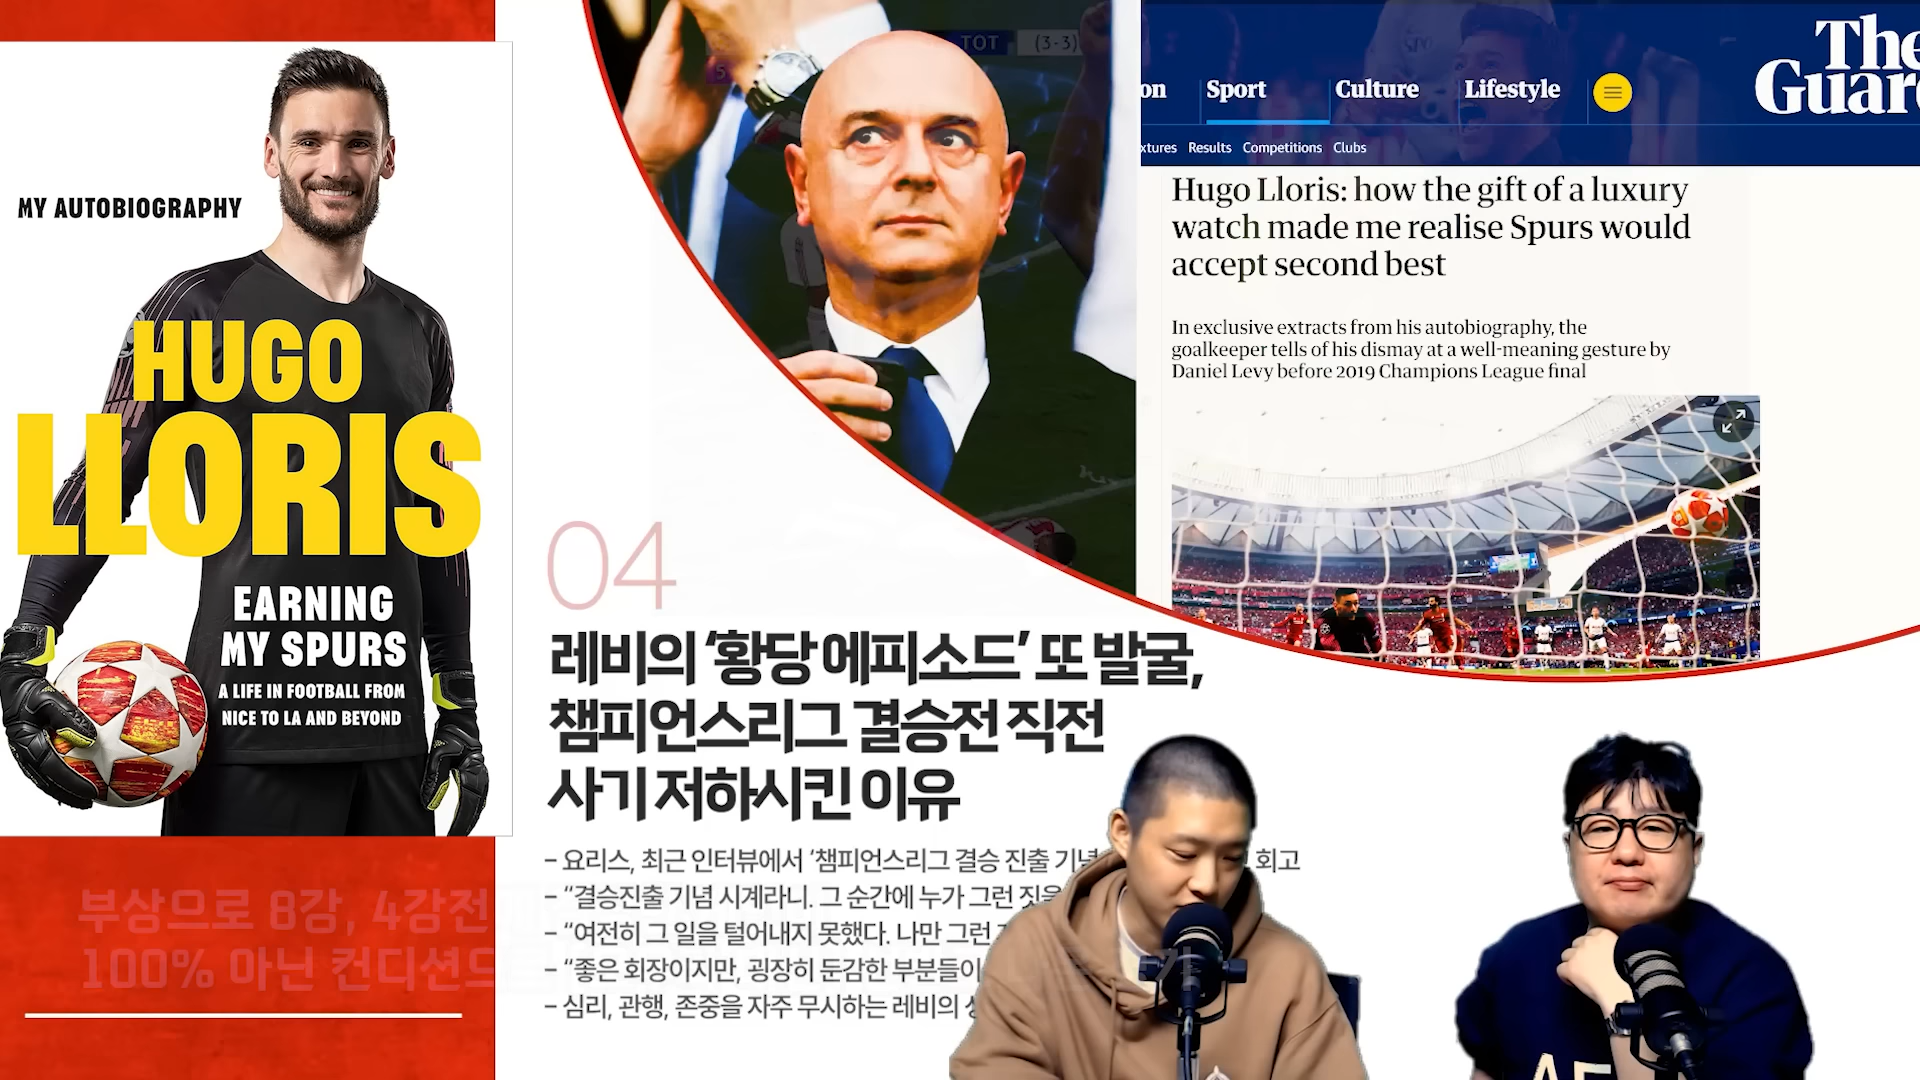 MY AUTOBIOGRAPHY
HUGO
LLORIS
EARNING
MY SPURS
A LIFE IN FOOTBALL FROM
NICE TO LA AND BEYOND
TOT (3-3)
on Sport Culture Lifestyle
The
Guar
xtures Results Competitions Clubs
Hugo Lloris: how the gift of a luxury
watch made me realise Spurs would
accept second best
In exclusive extracts from his autobiography, the
goalkeeper tells of his dismay at a well-meaning gesture by
Daniel Levy before 2019 Champions League final
04
레비의 ‘황당 에피소드’ 또 발굴,
챔피언스리그 결승전 직전
사기 저하시킨 이유
– 요리스, 최근 인터뷰에서 ‘챔피언스리그 결승 진출 기념 회고
– “결승진출 기념 시계라니. 그 순간에 누가 그런 짓을
– “여전히 그 일을 털어내지 못했다. 나만 그런
– “좋은 회장이지만, 굉장히 둔감한 부분들이
– 심리, 관행, 존중을 자주 무시하는 레비의
부상으로 8강, 4강전
100% 아닌 컨디션으로